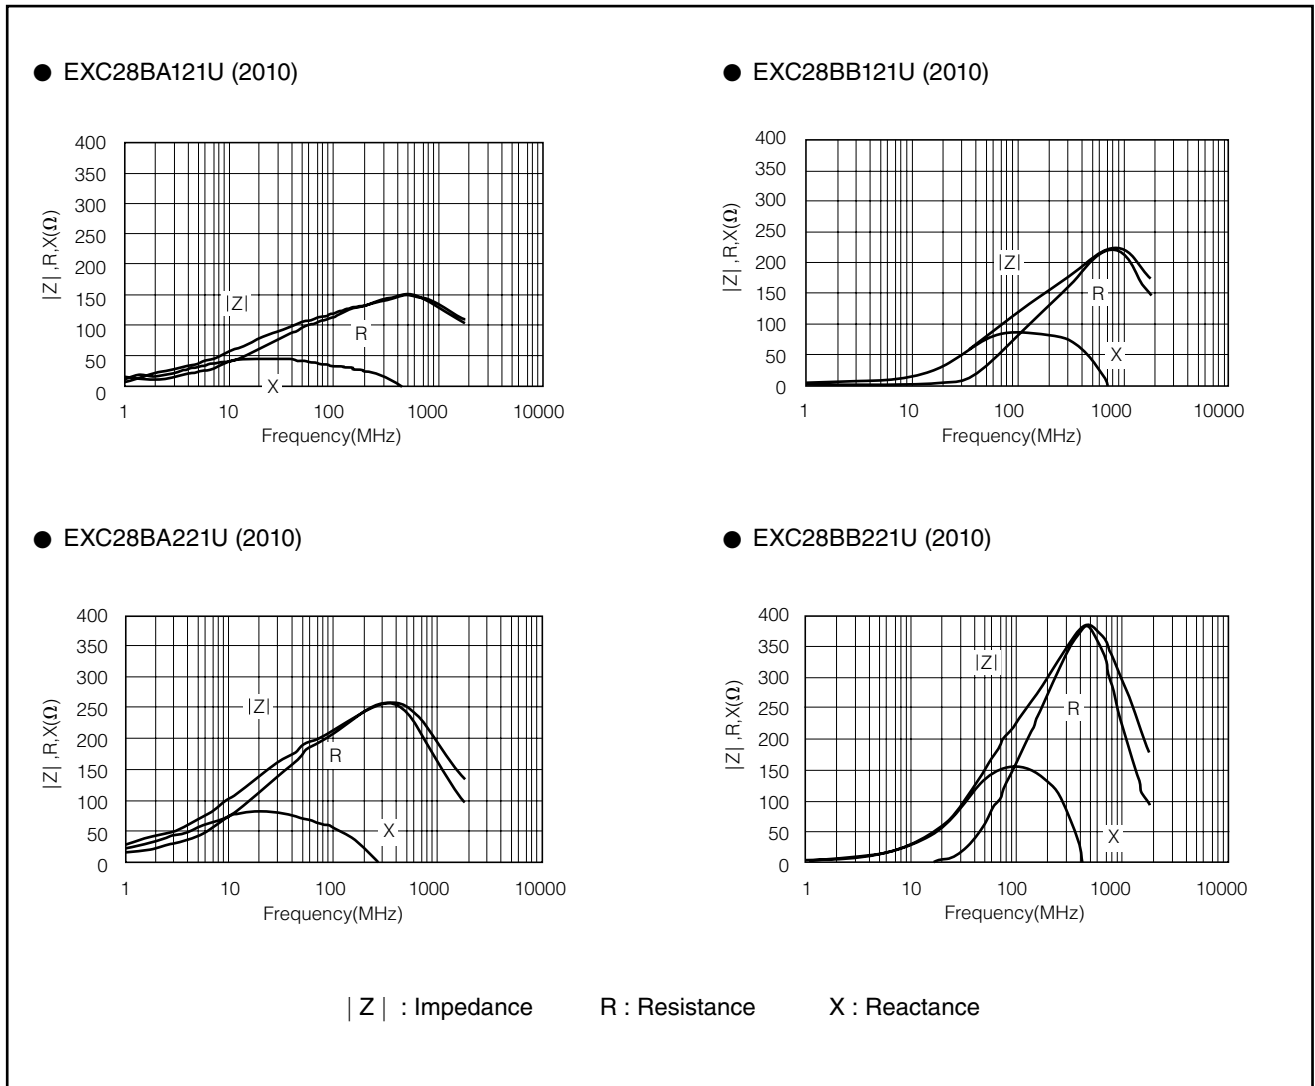 ● EXC28BA121U (2010)
400
350
300
250
200
150
100
50
0
|Z| ,R,X(Ω)
|Z|
R
X
1 10 100 1000 10000
Frequency(MHz)
● EXC28BB121U (2010)
400
350
300
250
200
150
100
50
0
|Z| ,R,X(Ω)
|Z|
R
X
1 10 100 1000 10000
Frequency(MHz)
● EXC28BA221U (2010)
400
350
300
250
200
150
100
50
0
|Z| ,R,X(Ω)
|Z|
R
X
1 10 100 1000 10000
Frequency(MHz)
● EXC28BB221U (2010)
400
350
300
250
200
150
100
50
0
|Z| ,R,X(Ω)
|Z|
R
X
1 10 100 1000 10000
Frequency(MHz)
| Z | : Impedance R : Resistance X : Reactance